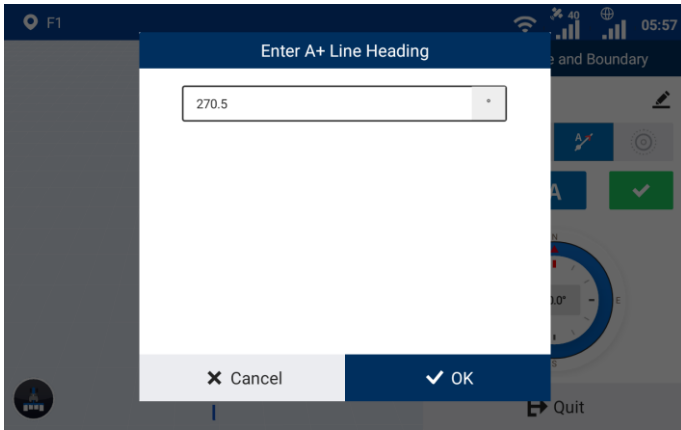 F1
40
05:57
Enter A+ Line Heading
e and Boundary
270.5
°
A
A
N
0.0°
E
S
Cancel
OK
Quit